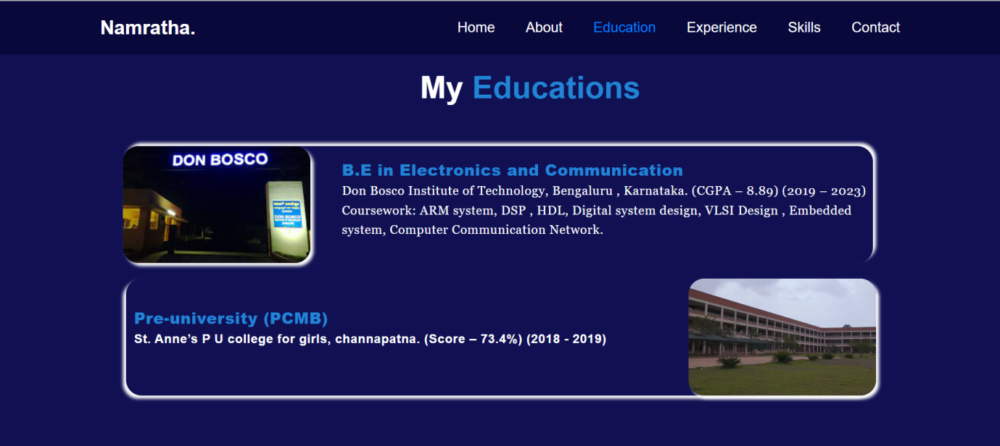 Namratha.
Home About Education Experience Skills Contact
My Educations
DON BOSCO
DON BOSCO
B.E in Electronics and Communication
Don Bosco Institute of Technology, Bengaluru , Karnataka. (CGPA – 8.89) (2019 – 2023)
Coursework: ARM system, DSP , HDL, Digital system design, VLSI Design , Embedded
system, Computer Communication Network.
Pre-university (PCMB)
St. Anne’s P U college for girls, channapatna. (Score – 73.4%) (2018 - 2019)